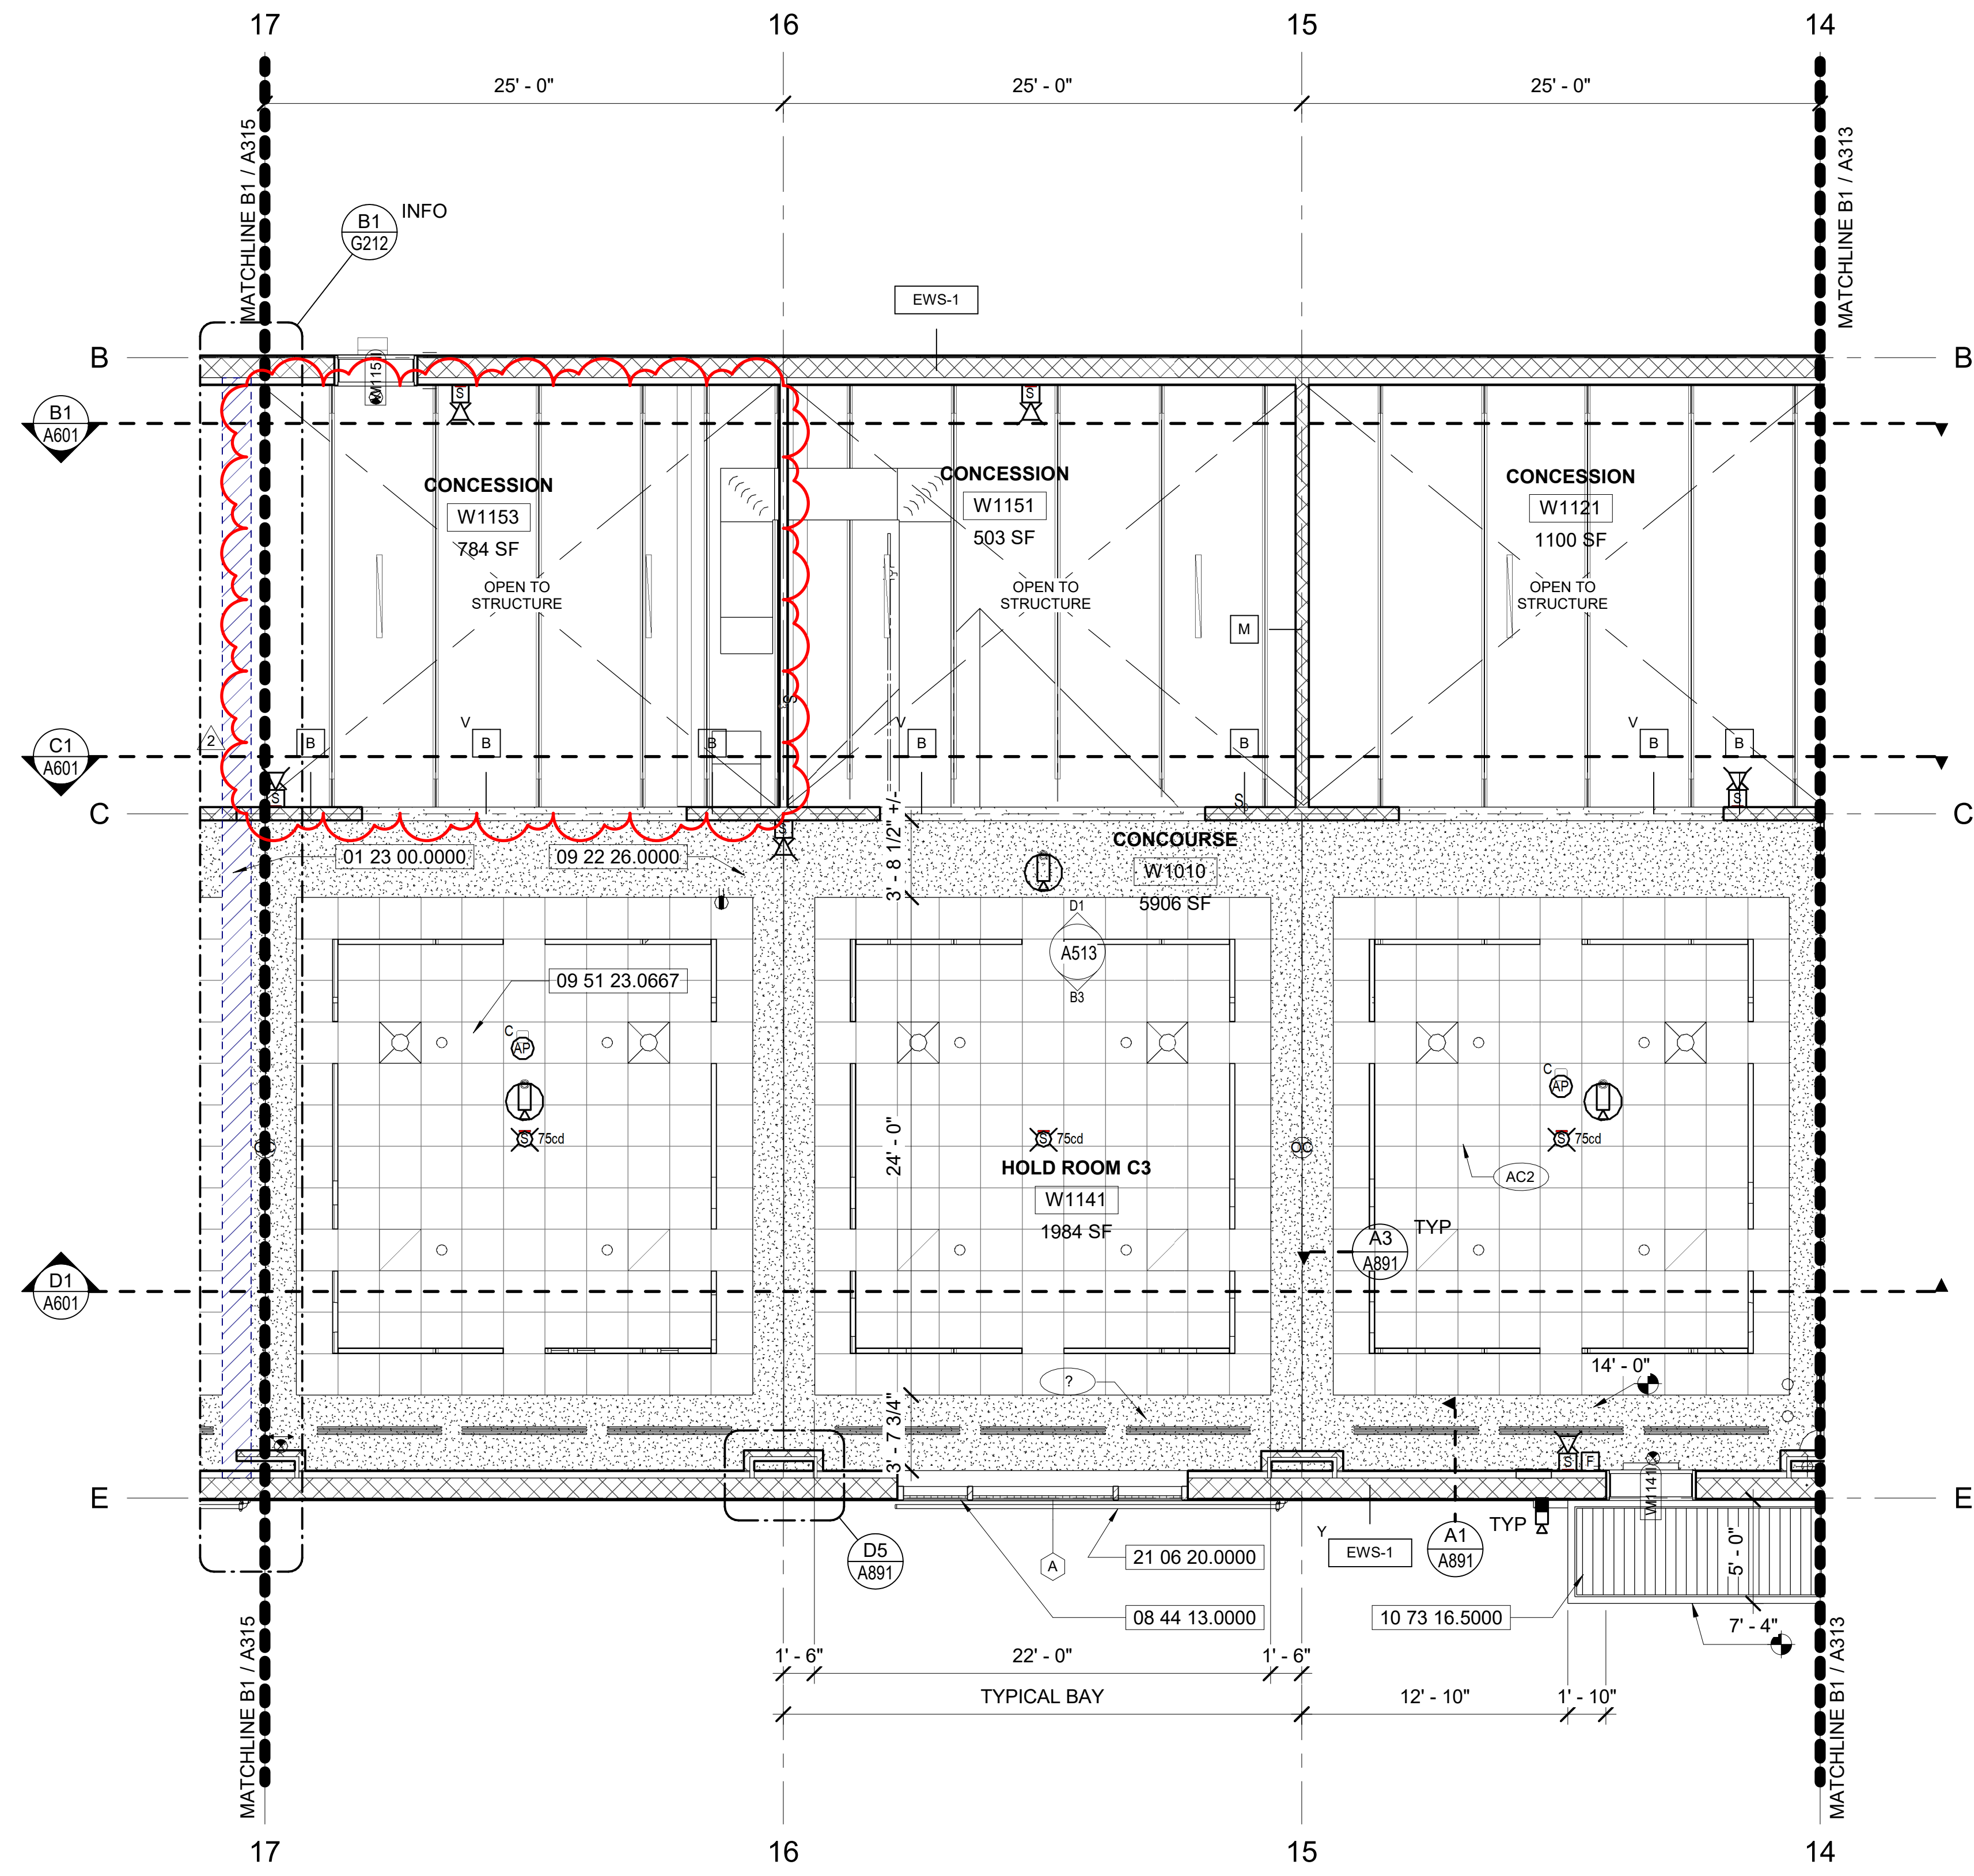 17
16
15
14
25' - 0"
25' - 0"
25' - 0"
MATCHLINE B1 / A315
MATCHLINE B1 / A313
B1
G212
INFO
EWS-1
B
B
S
S
B1
A601
CONCESSION
W1153
784 SF
OPEN TO
STRUCTURE
CONCESSION
W1151
503 SF
OPEN TO
STRUCTURE
CONCESSION
W1121
1100 SF
OPEN TO
STRUCTURE
M
2
V
V
V
B
B
B
B
B
B
B
C1
A601
S
S
S
S
C
C
3' - 8 1/2" +/-
CONCOURSE
W1010
5906 SF
01 23 00.0000
09 22 26.0000
D1
A513
B3
09 51 23.0667
C
AP
C
AP
S
75cd
S
75cd
S
75cd
OC
24' - 0"
HOLD ROOM C3
W1141
1984 SF
AC2
A3
A891
TYP
D1
A601
14' - 0"
?
3' - 7 3/4"
S
F
W1141
E
E
D5
A891
A
21 06 20.0000
08 44 13.0000
Y
EWS-1
A1
A891
TYP
10 73 16.5000
5' - 0"
7' - 4"
1' - 6"
22' - 0"
1' - 6"
TYPICAL BAY
12' - 10"
1' - 10"
MATCHLINE B1 / A315
MATCHLINE B1 / A313
17
16
15
14